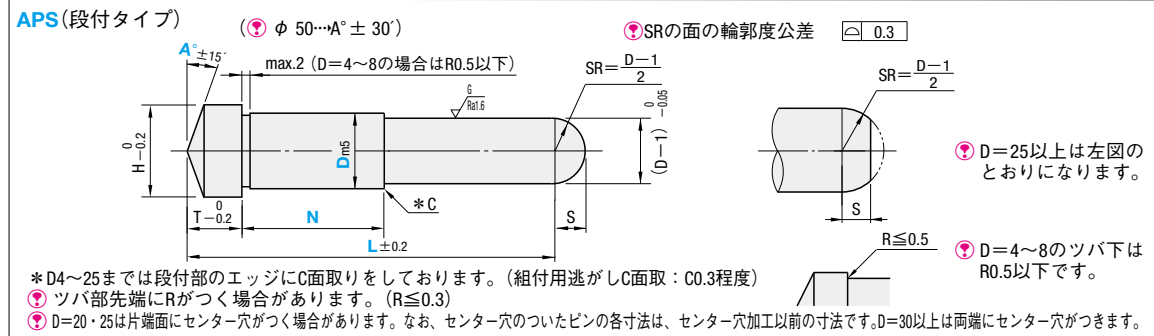 APS(段付タイプ)
(φ 50…A°± 30′)
SRの面の輪郭度公差 ⌓ 0.3
A°±15′
max.2(D=4〜8の場合はR0.5以下)
SR=D−1/2
G
Ra1.6
H 0 −0.2
Dm5
(D−1) 0 −0.05
T 0 −0.2
N
*C
S
L±0.2
SR=D−1/2
S
D=25以上は左図の
とおりになります。
R≦0.5
D=4〜8のツバ下は
R0.5以下です。
*D4〜25までは段付部のエッジにC面取りをしております。(組付用逃がしC面取:C0.3程度)
ツバ部先端にRがつく場合があります。(R≦0.3)
D=20・25は片端面にセンター穴がつく場合があります。なお、センター穴のついたピンの各寸法は、センター穴加工以前の寸法です。D=30以上は両端にセンター穴がつきます。